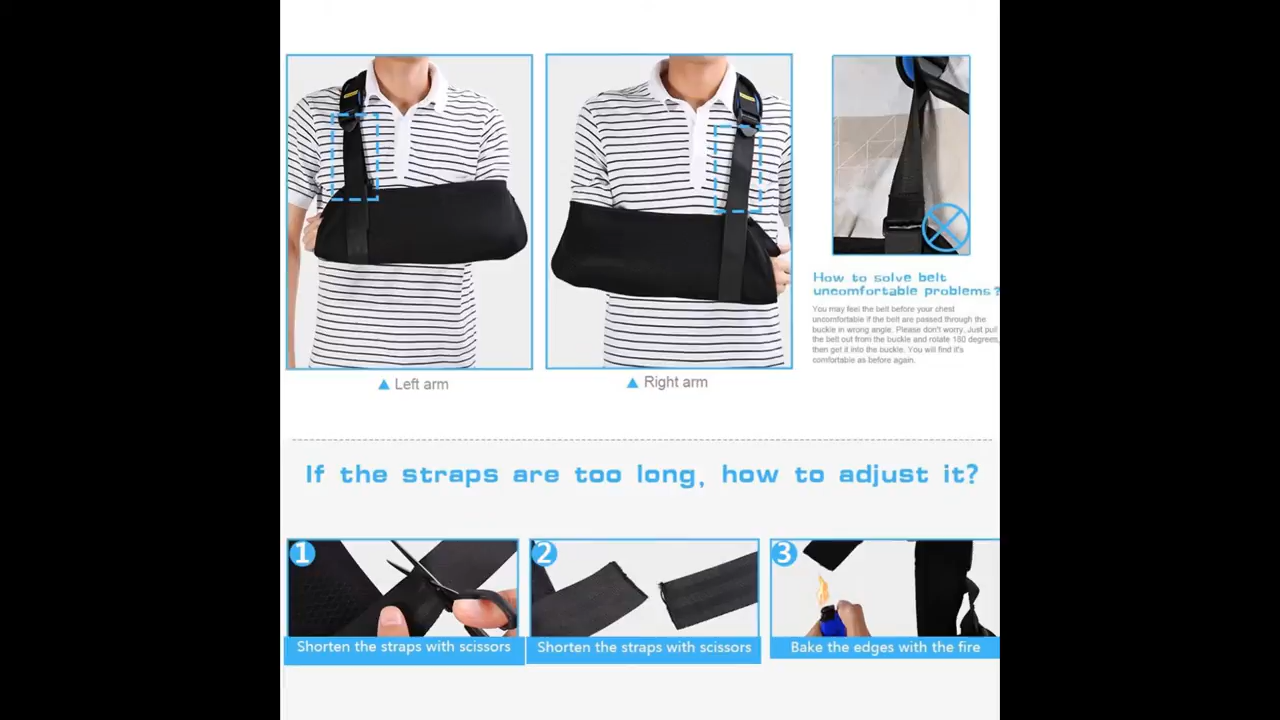 How to solve belt
uncomfortable problems?
You may feel the belt before your chest
uncomfortable if the belt are passed through the
buckle in wrong angle. Please don't worry. Just pull
the belt out from the buckle and rotate 180 degrees,
then get it into the buckle. You will find it's
comfortable as before again.
Left arm
Right arm
If the straps are too long, how to adjust it?
1
2
3
Shorten the straps with scissors
Shorten the straps with scissors
Bake the edges with the fire